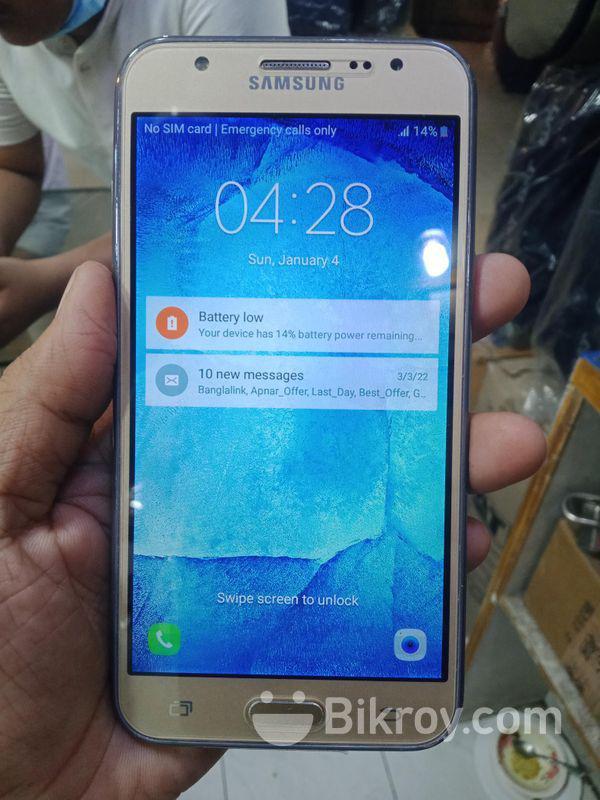 SAMSUNG
No SIM card | Emergency calls only 14%
04:28
Sun, January 4
Battery low
Your device has 14% battery power remaining...
10 new messages 3/3/22
Banglalink, Apnar_Offer, Last_Day, Best_Offer, G..
Swipe screen to unlock
Bikroy.com